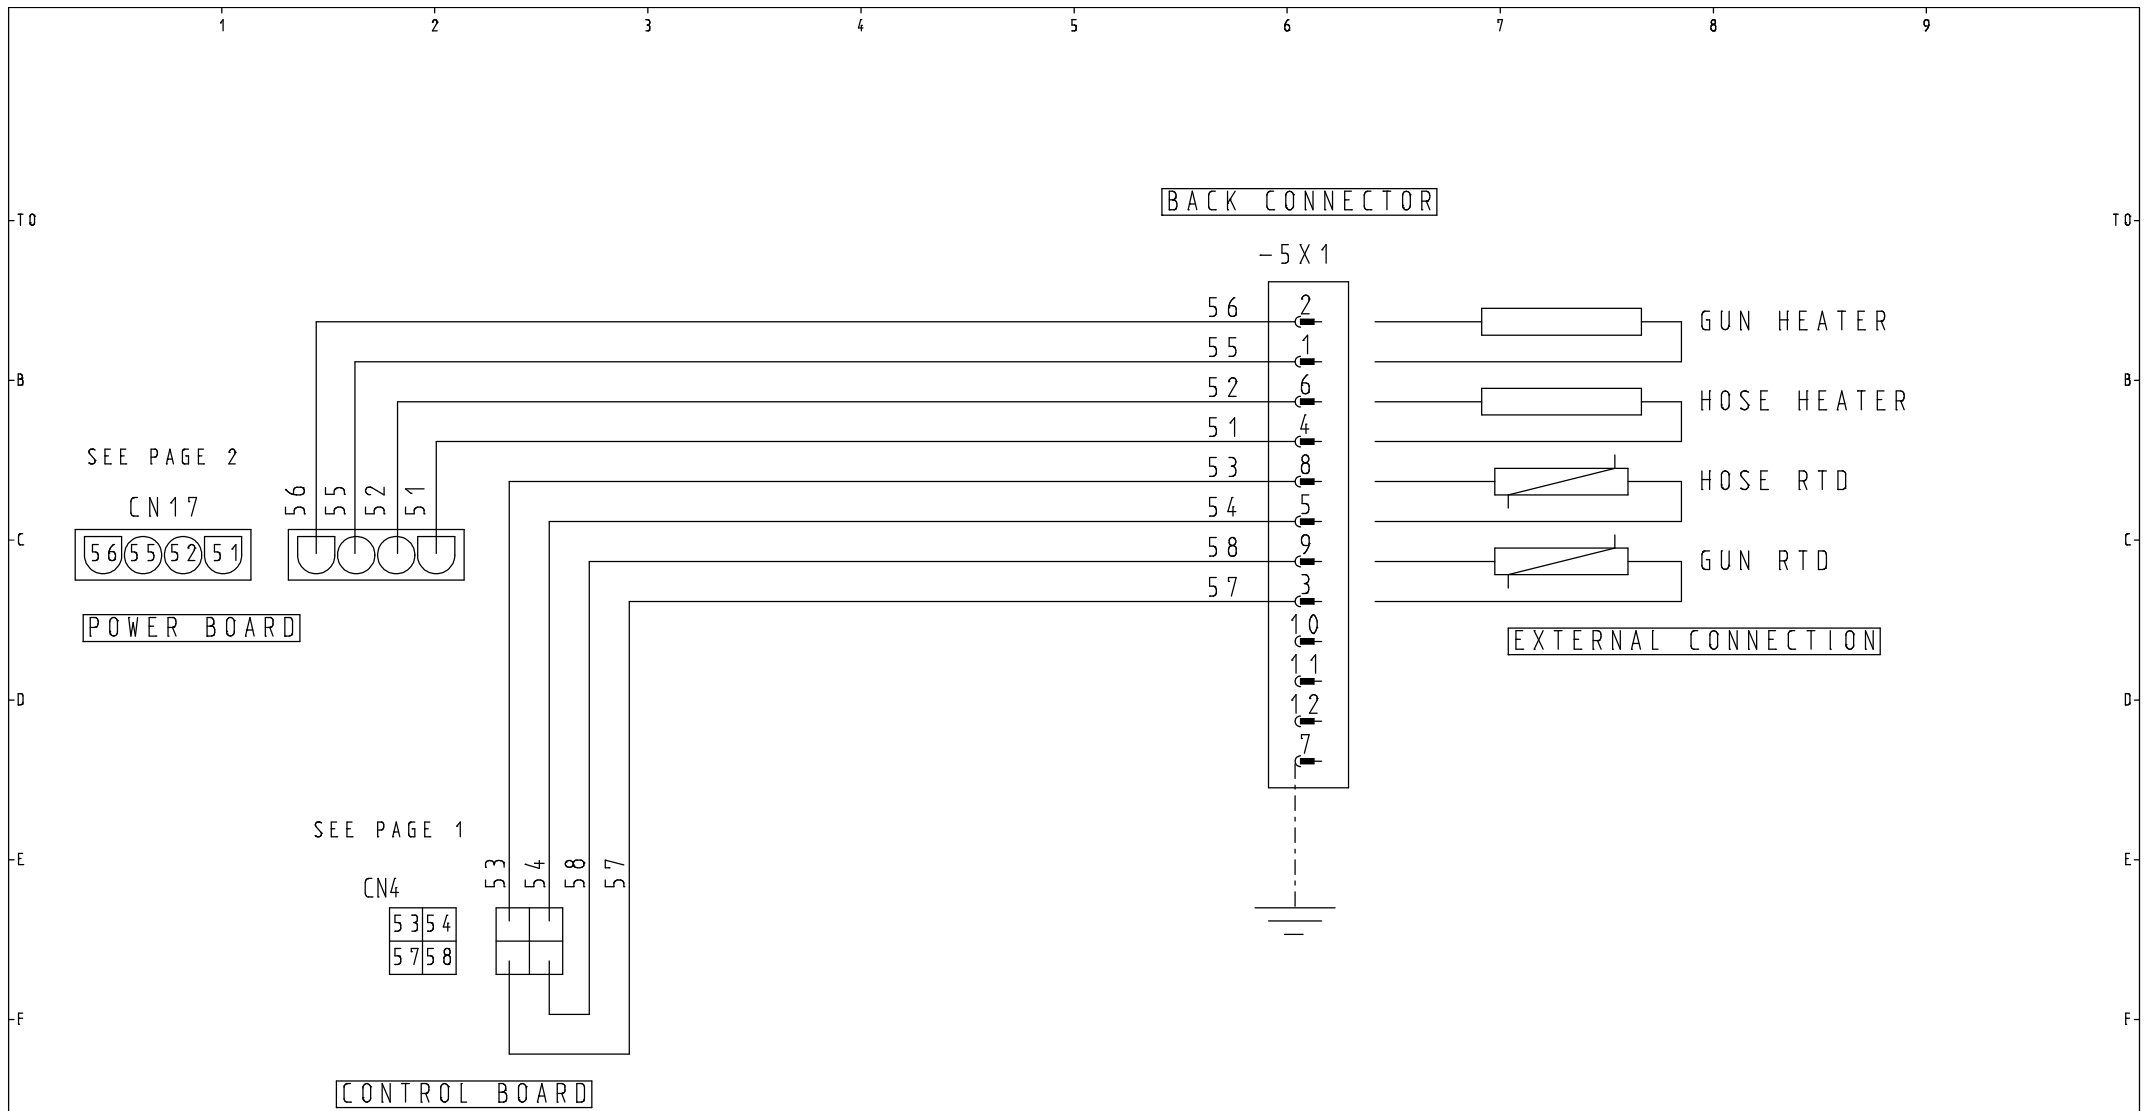 1 2 3 4 5 6 7 8 9
BACK CONNECTOR
T0 T0
-5X1
56 2 GUN HEATER
55 1
B B
52 6 HOSE HEATER
51 4
SEE PAGE 2
53 8 HOSE RTD
56 55 52 51
CN17
54 5
C C
56 55 52 51
58 9 GUN RTD
57 3
POWER BOARD
10
EXTERNAL CONNECTION
11
D D
12
7
SEE PAGE 1
E E
53 54 58 57
CN4
53 54
57 58
F F
CONTROL BOARD